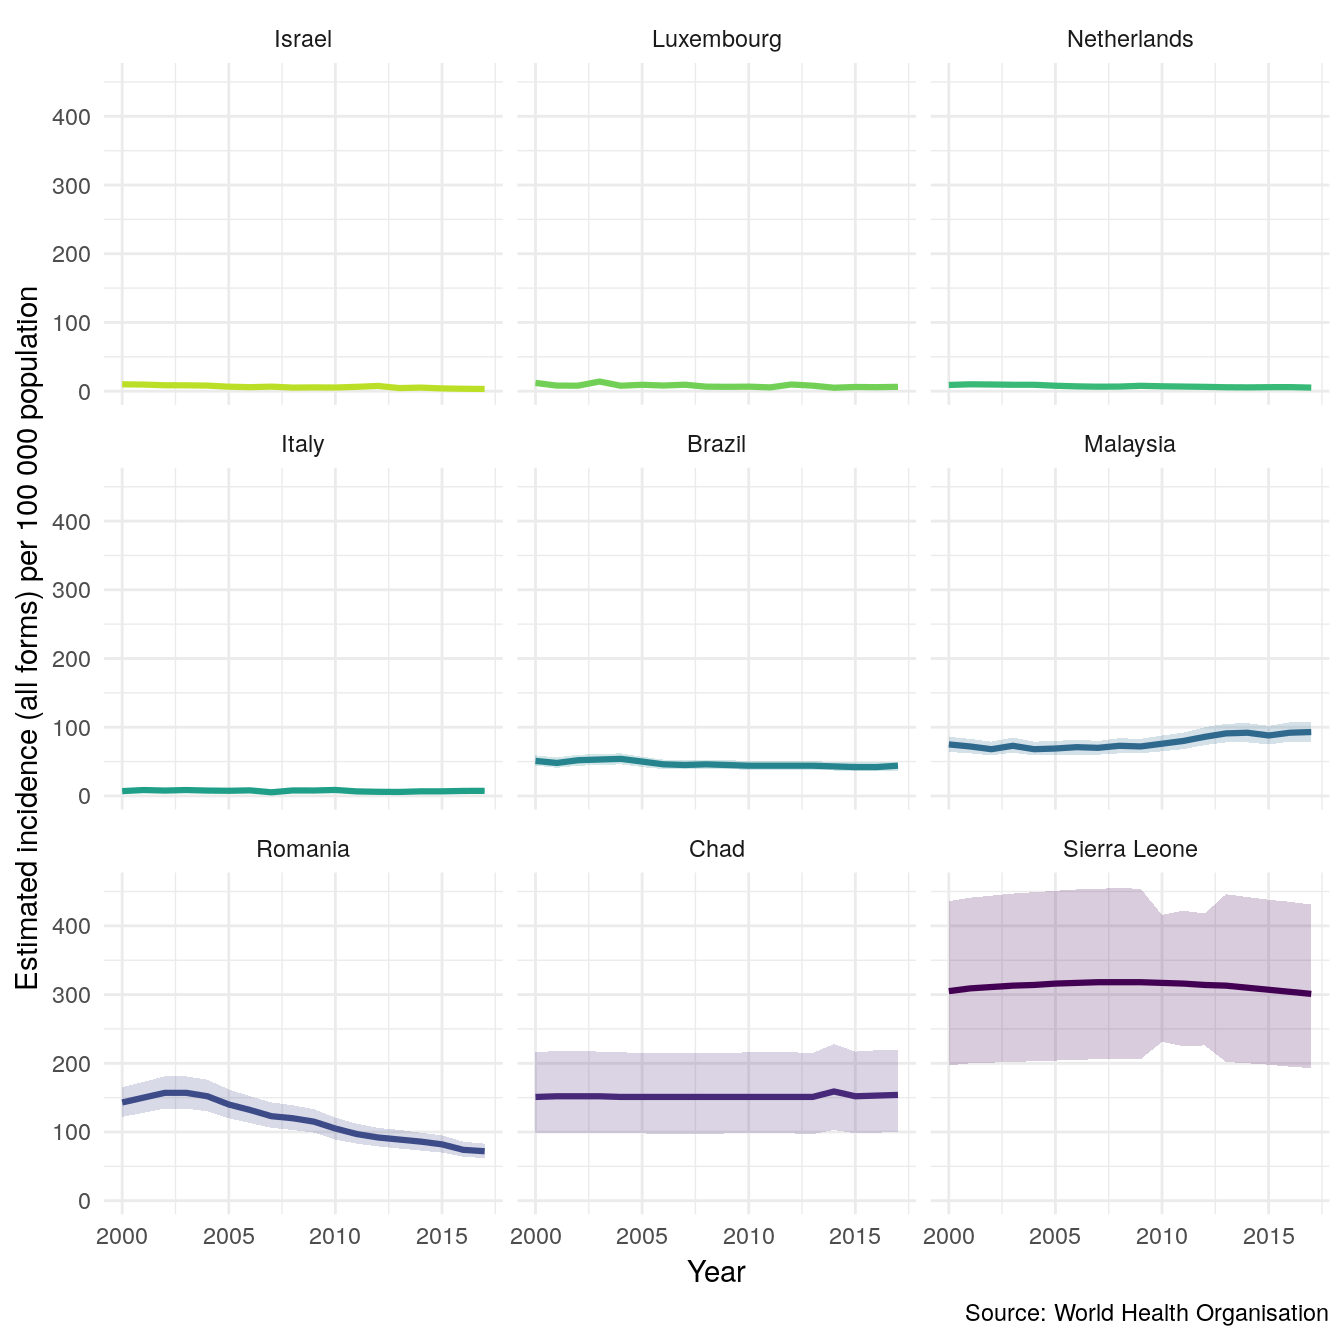 Israel Luxembourg Netherlands
400
300
200
100
0
Italy Brazil Malaysia
400
300
200
100
0
Romania Chad Sierra Leone
400
300
200
100
0
2000 2005 2010 2015 2000 2005 2010 2015 2000 2005 2010 2015
Year
Estimated incidence (all forms) per 100 000 population
Source: World Health Organisation